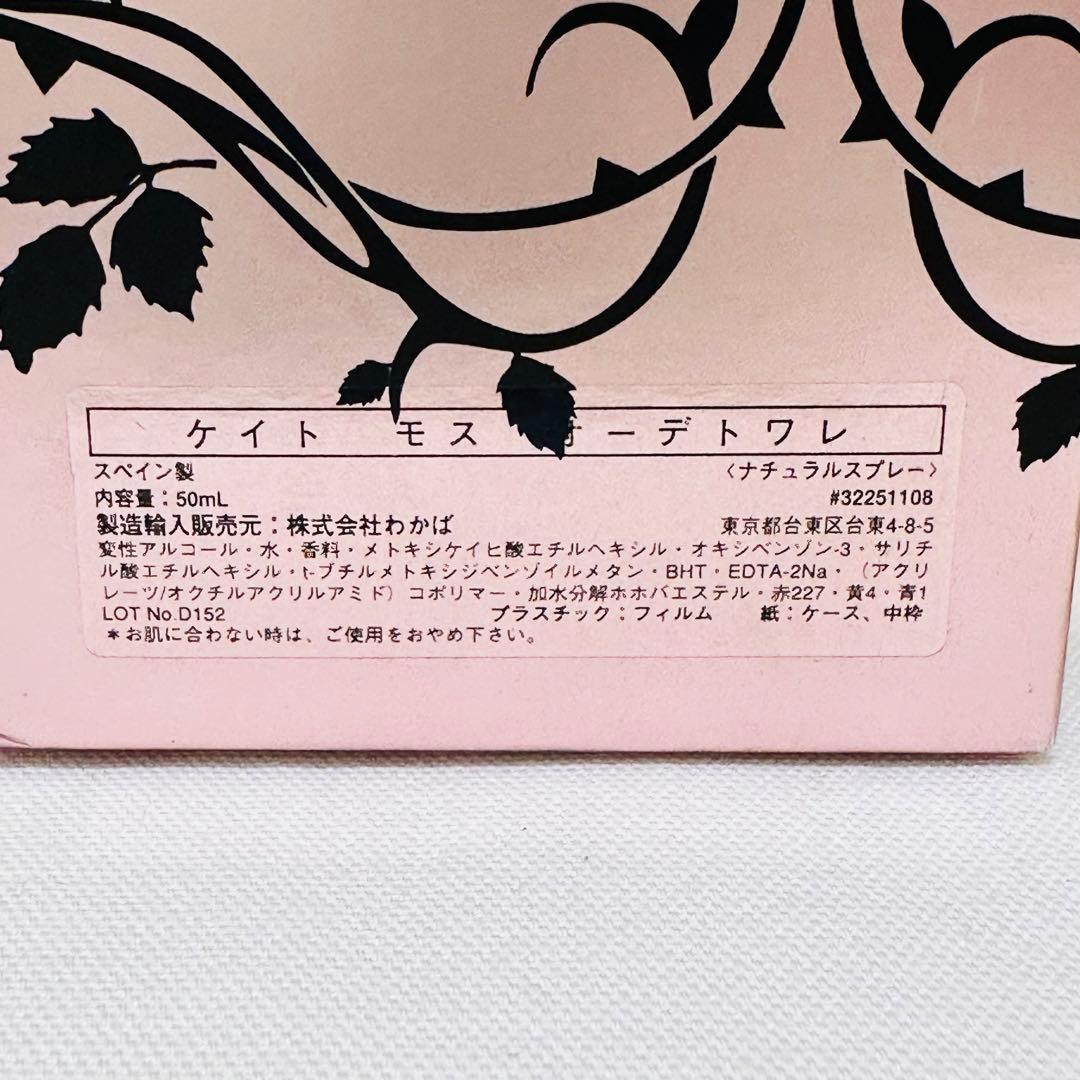 ケイト モス オーデトワレ
スペイン製 〈ナチュラルスプレー〉
内容量：50mL #32251108
製造輸入販売元：株式会社わかば 東京都台東区台東4-8-5
変性アルコール・水・香料・メトキシケイヒ酸エチルヘキシル・オキシベンゾン-3・サリチ
ル酸エチルヘキシル・t-ブチルメトキシジベンゾイルメタン・BHT・EDTA-2Na・（アクリ
レーツ/オクチルアクリルアミド）コポリマー・加水分解ホホバエステル・赤227・黄4・青1
LOT No.D152 プラスチック：フィルム 紙：ケース、中枠
＊お肌に合わない時は、ご使用をおやめ下さい。